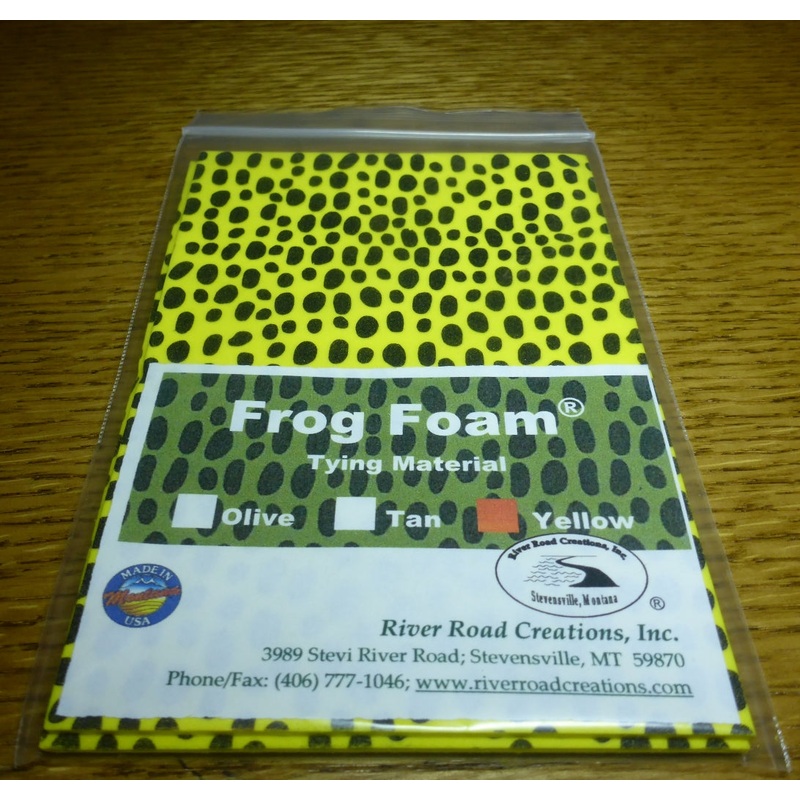 Frog Foam®
Tying Material
Olive Tan Yellow
River Road Creations, Inc.
Stevensville, Montana
®
MADE IN
Montana
USA
River Road Creations, Inc.
3989 Stevi River Road; Stevensville, MT 59870
Phone/Fax: (406) 777-1046; www.riverroadcreations.com